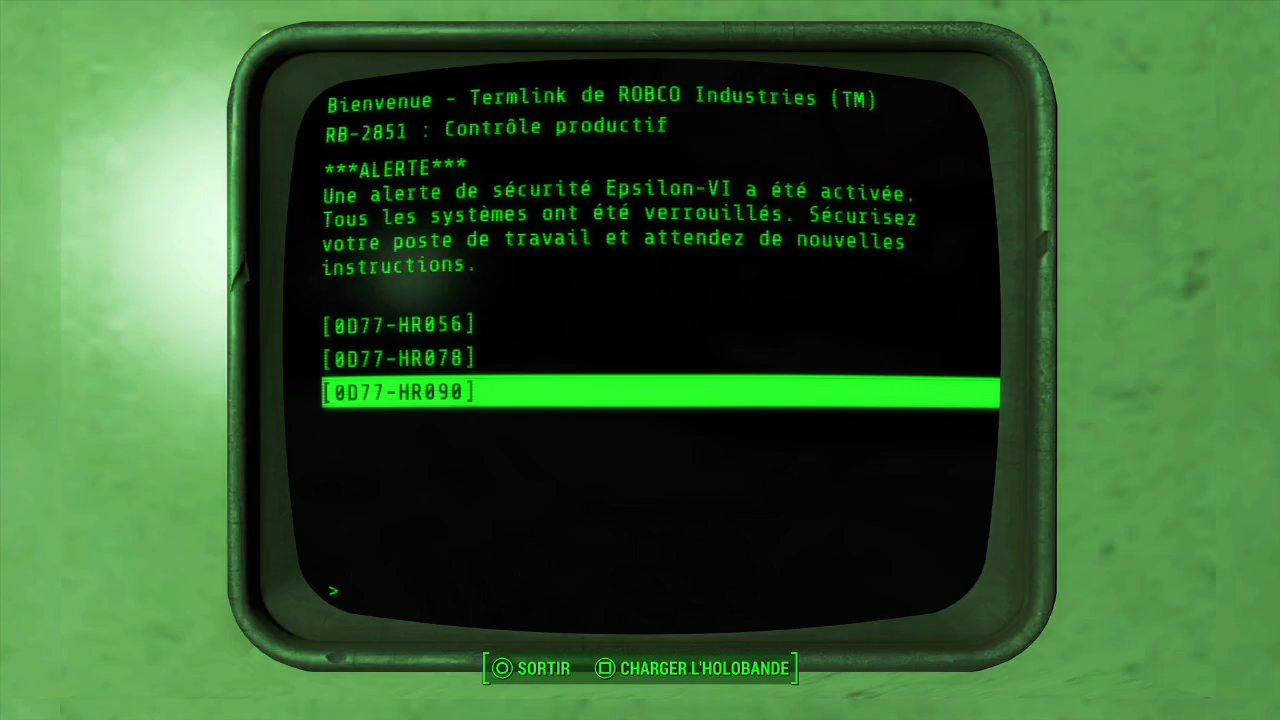 Bienvenue - Termlink de ROBCO Industries (TM)
RB-2851 : Contrôle productif
***ALERTE***
Une alerte de sécurité Epsilon-VI a été activée.
Tous les systèmes ont été verrouillés. Sécurisez
votre poste de travail et attendez de nouvelles
instructions.
[0D77-HR056]
[0D77-HR078]
[0D77-HR090]
>
SORTIR CHARGER L'HOLOBANDE